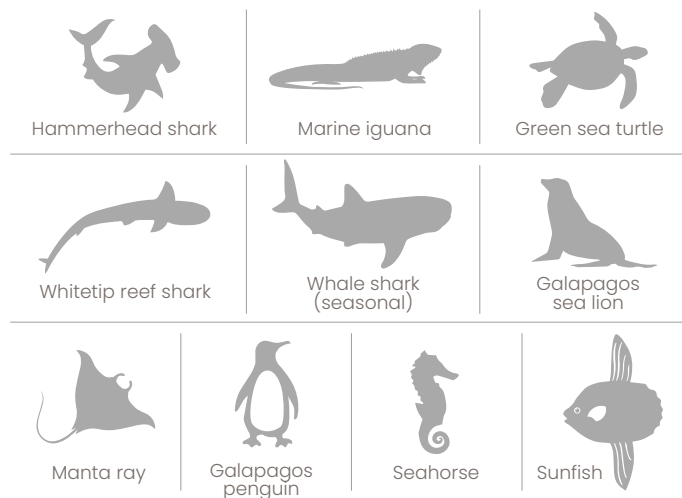 Hammerhead shark
Marine iguana
Green sea turtle
Whitetip reef shark
Whale shark
(seasonal)
Galapagos
sea lion
Manta ray
Galapagos
penguin
Seahorse
Sunfish